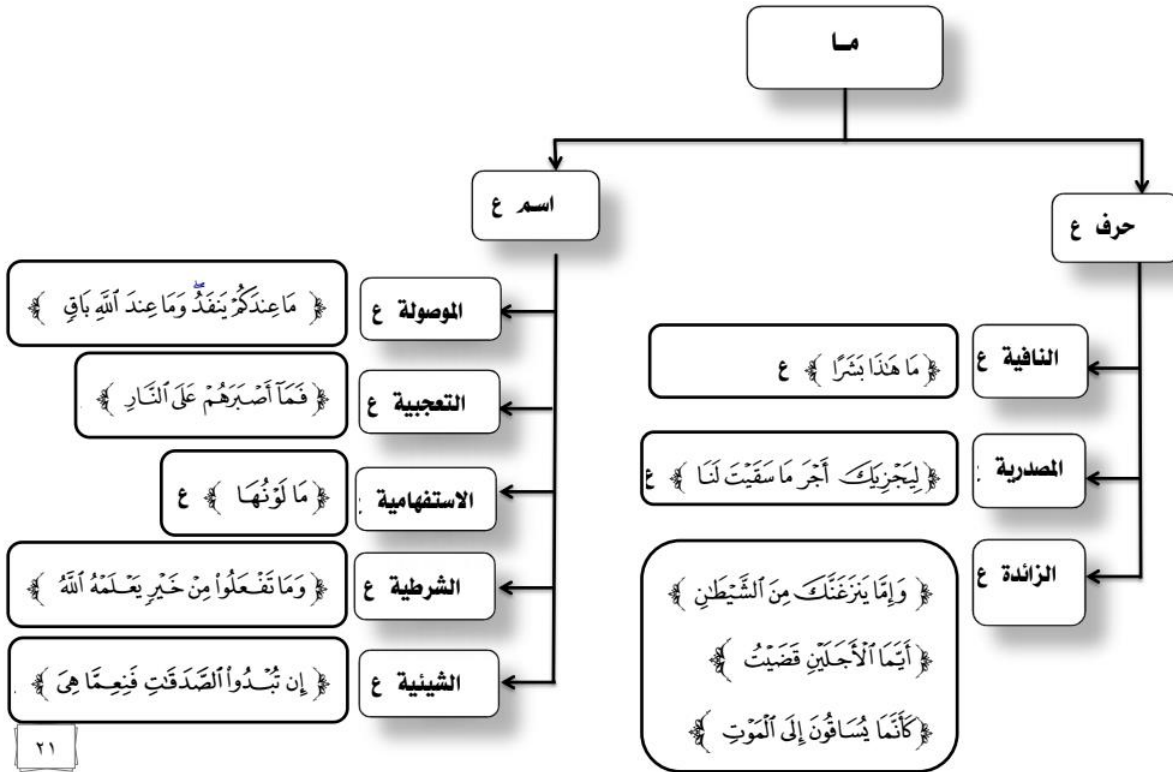 ما
حرف ع
النافية ع
﴿ مَا هَٰذَا بَشَرًا ﴾ ع
المصدرية
﴿ لِيَجْزِيَكَ أَجْرَ مَا سَقَيْتَ لَنَا ﴾ ع
الزائدة ع
﴿ وَإِمَّا يَنزَغَنَّكَ مِنَ ٱلشَّيْطَٰنِ ﴾
﴿ أَيَّمَا ٱلْأَجَلَيْنِ قَضَيْتُ ﴾
﴿ كَأَنَّمَا يُسَاقُونَ إِلَى ٱلْمَوْتِ ﴾
اسم ع
الموصولة ع
﴿ مَا عِندَكُمْ يَنفَدُ ۖ وَمَا عِندَ ٱللَّهِ بَاقٍ ﴾
التعجبية ع
﴿ فَمَآ أَصْبَرَهُمْ عَلَى ٱلنَّارِ ﴾
الاستفهامية ع
﴿ مَا لَوْنُهَا ﴾ ع
الشرطية ع
﴿ وَمَا تَفْعَلُوا۟ مِنْ خَيْرٍ يَعْلَمْهُ ٱللَّهُ ﴾
الشيئية ع
﴿ إِن تُبْدُوا۟ ٱلصَّدَقَٰتِ فَنِعِمَّا هِىَ ﴾
٢١